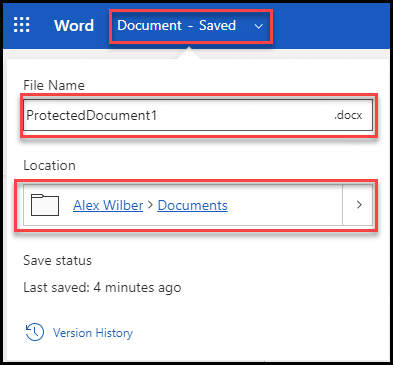 Word Document - Saved
File Name
ProtectedDocument1 .docx
Location
Alex Wilber > Documents >
Save status
Last saved: 4 minutes ago
Version History